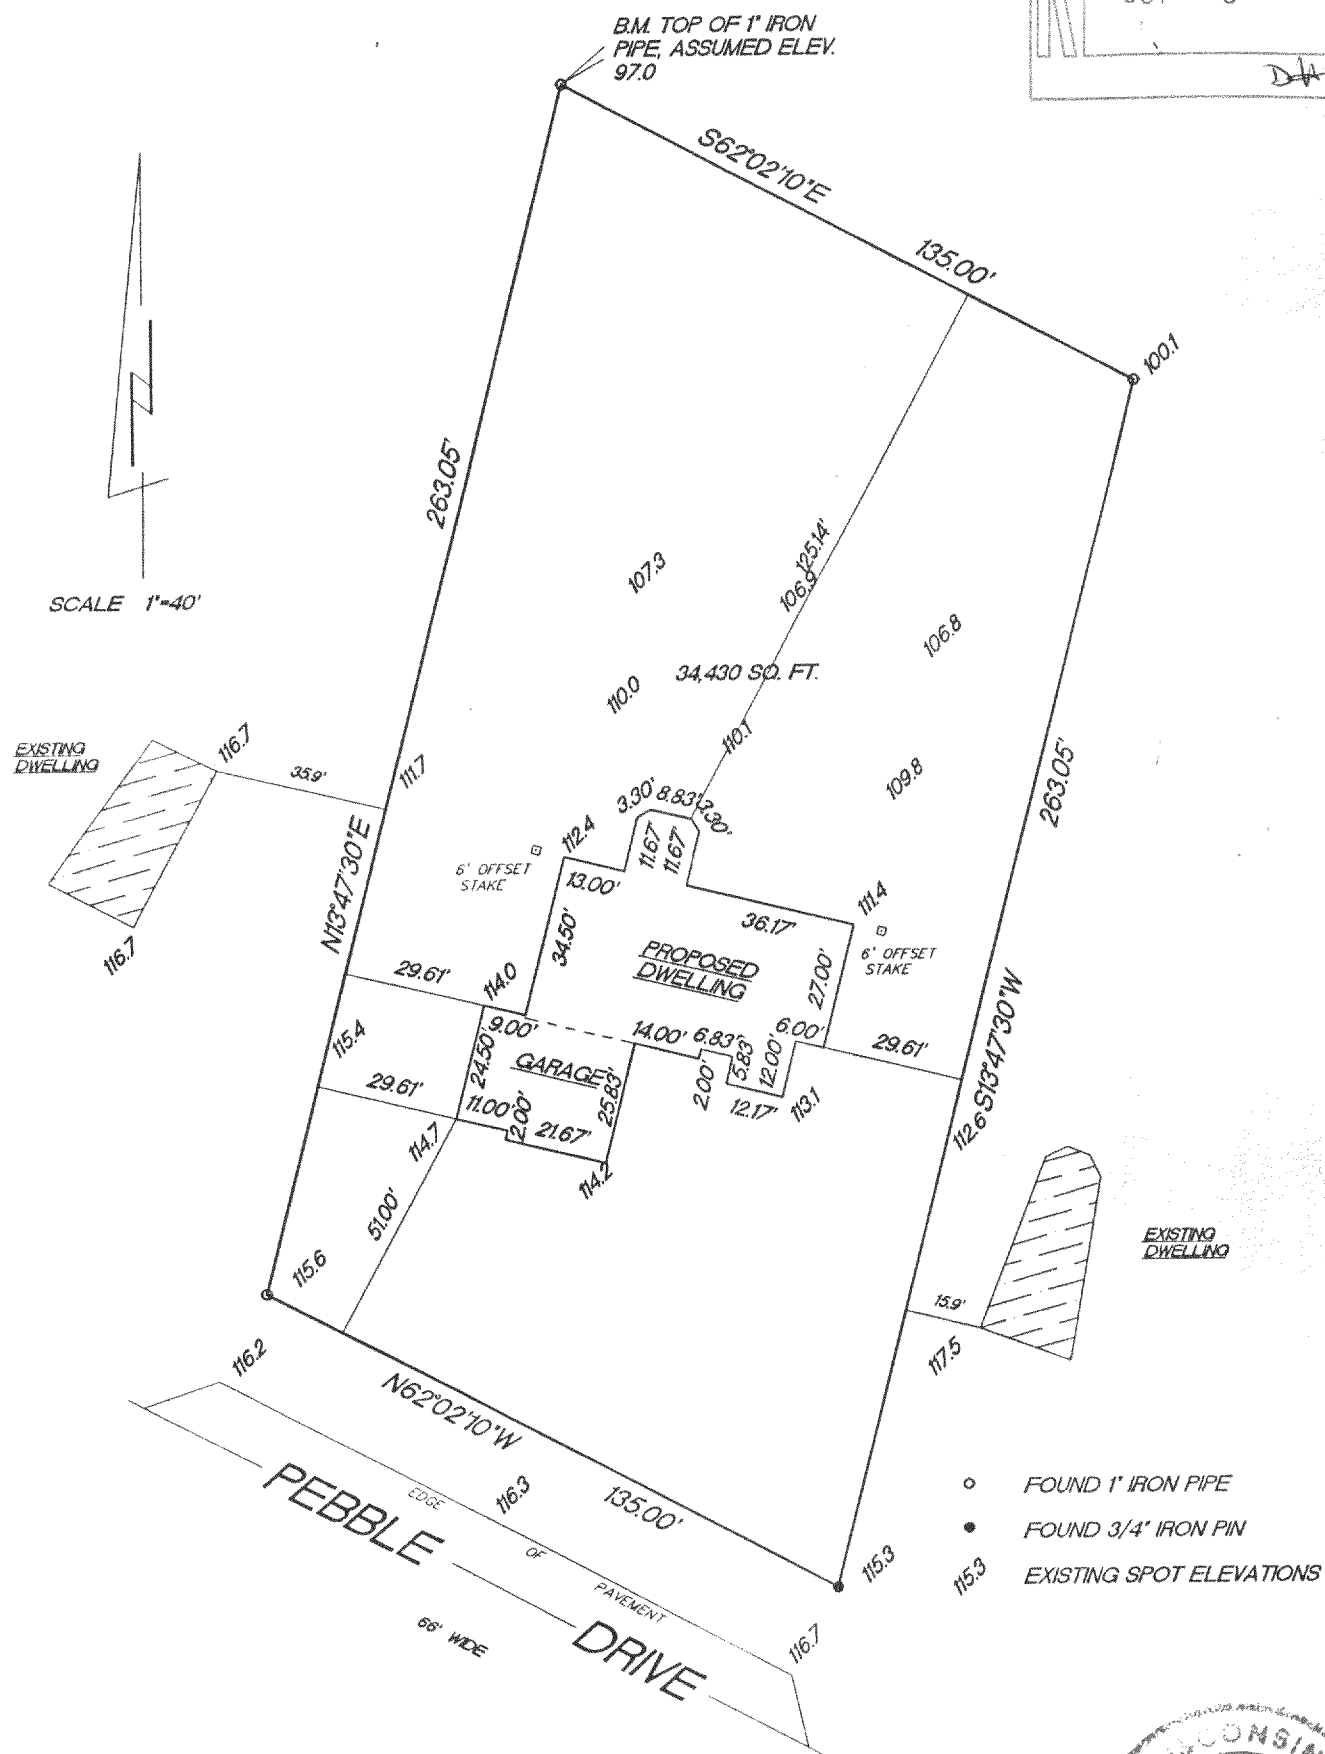 B.M. TOP OF 1" IRON
PIPE, ASSUMED ELEV.
97.0
S62°02'10"E
135.00'
100.1
263.05'
SCALE 1"=40'
107.3
125.14'
106.9
106.8
34,430 SQ. FT.
110.0
110.1
109.8
263.05'
EXISTING
DWELLING
116.7
35.9'
111.7
116.7
N13°47'30"E
3.30'
8.83'
3.30'
112.4
6' OFFSET
STAKE
13.00'
11.67
11.67'
36.17'
111.4
6' OFFSET
STAKE
34.50'
PROPOSED
DWELLING
27.00'
29.61'
114.0
9.00'
14.00'
6.83'
6.00'
29.61'
S13°47'30"W
115.4
24.50'
GARAGE
25.83'
2.00'
5.83'
12.00'
12.17'
113.1
112.6
29.61'
11.00'
2.00'
21.67'
114.7
114.2
51.00'
115.6
EXISTING
DWELLING
15.9'
117.5
116.2
N62°02'10"W
135.00'
116.3
EDGE
OF
PAVEMENT
PEBBLE
DRIVE
66' WIDE
115.3
116.7
FOUND 1" IRON PIPE
FOUND 3/4" IRON PIN
115.3 EXISTING SPOT ELEVATIONS